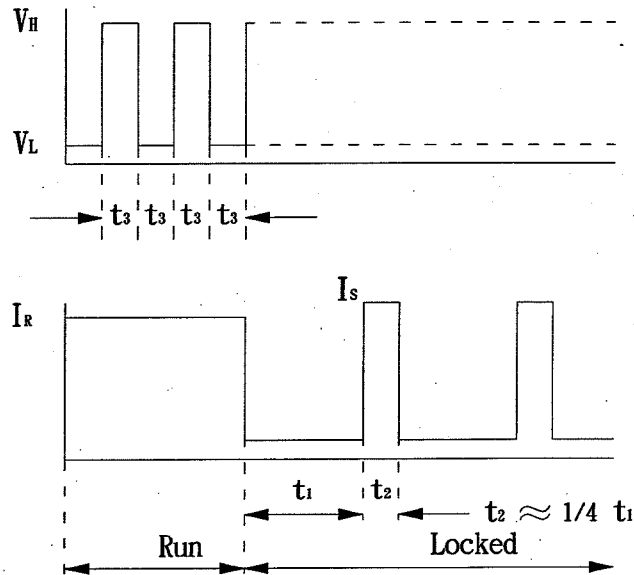 VH
VL
t3 t3 t3 t3
IS
IR
t1 t2 t2 ≈ 1/4 t1
Run Locked